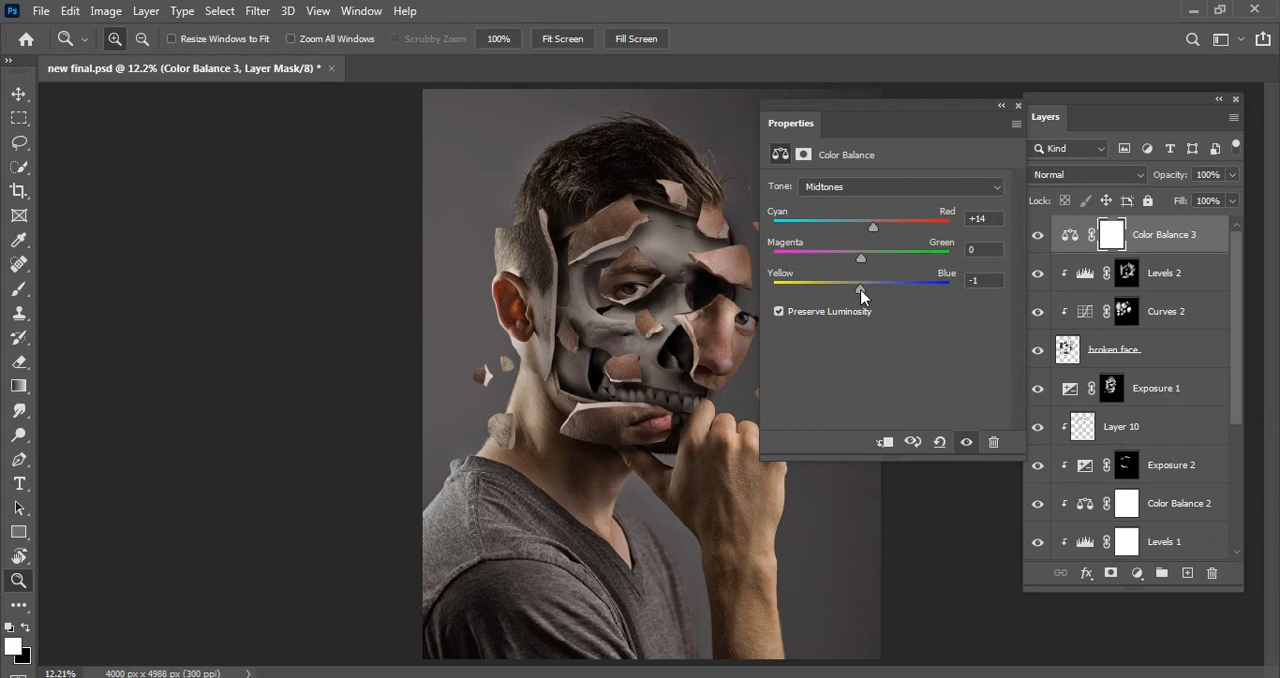 Ps File Edit Image Layer Type Select Filter 3D View Window Help
Resize Windows to Fit Zoom All Windows Scrubby Zoom 100% Fit Screen Fill Screen
new final.psd @ 12.2% (Color Balance 3, Layer Mask/8) *
Properties
Color Balance
Tone: Midtones
Cyan Red +14
Magenta Green 0
Yellow Blue -1
Preserve Luminosity
Layers
Kind
Normal Opacity: 100%
Lock: Fill: 100%
Color Balance 3
Levels 2
Curves 2
broken face
Exposure 1
Layer 10
Exposure 2
Color Balance 2
Levels 1
fx
12.21% 4000 px x 4988 px (300 ppi)